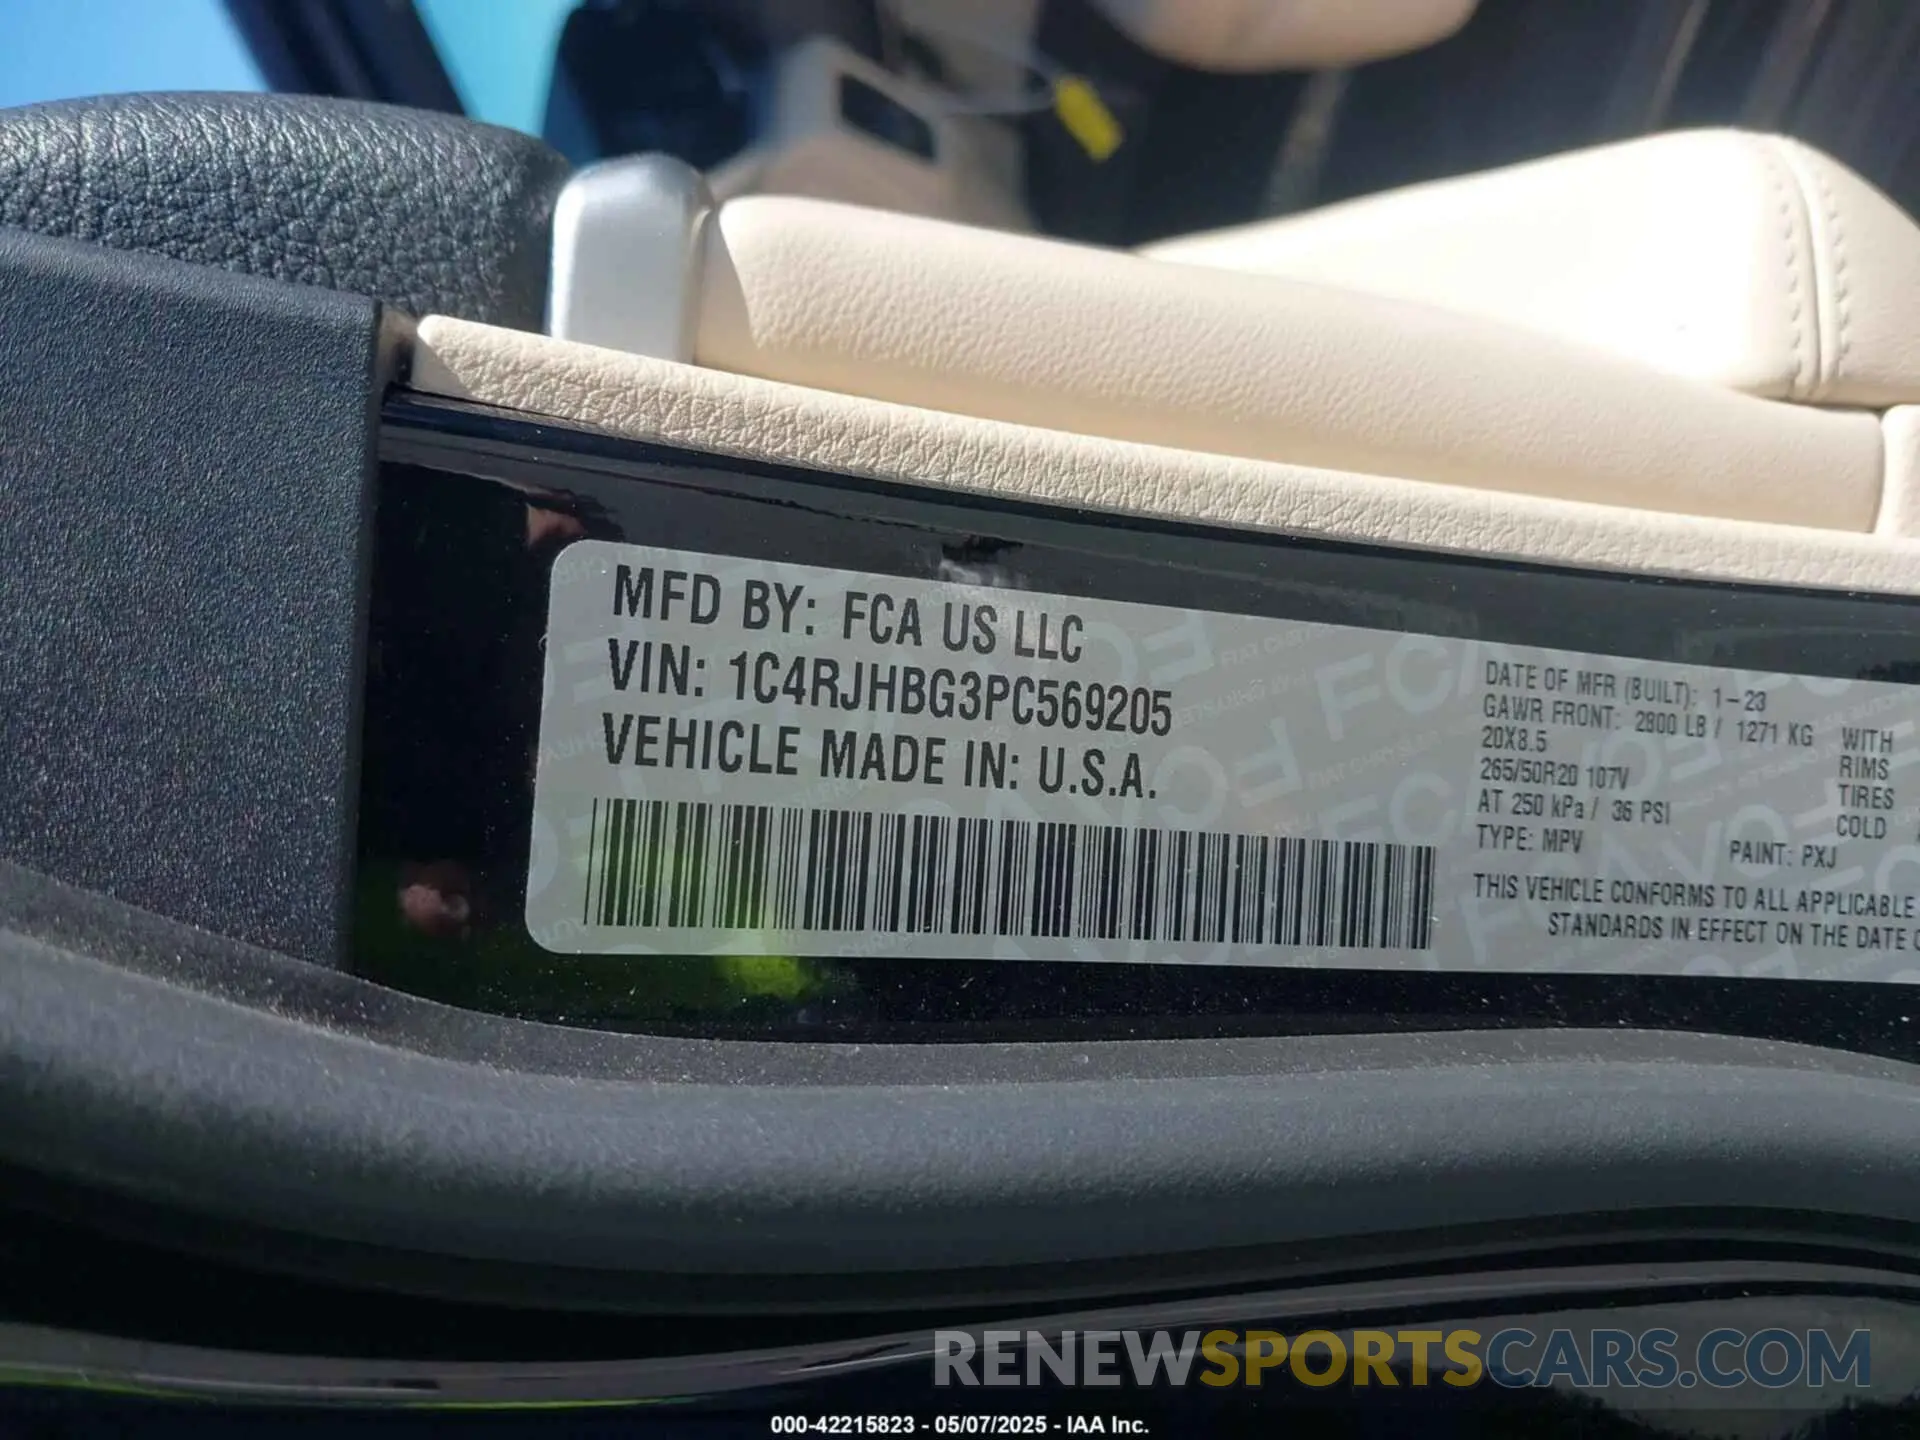 MFD BY: FCA US LLC
VIN: 1C4RJHBG3PC569205
VEHICLE MADE IN: U.S.A.
DATE OF MFR (BUILT): 1-23
GAWR FRONT: 2800 LB / 1271 KG WITH
20X8.5 RIMS
265/50R20 107V TIRES
AT 250 kPa / 36 PSI COLD
TYPE: MPV PAINT: PXJ
THIS VEHICLE CONFORMS TO ALL APPLICABLE
STANDARDS IN EFFECT ON THE DATE
RENEWSPORTSCARS.COM
000-42215823 - 05/07/2025 - IAA Inc.